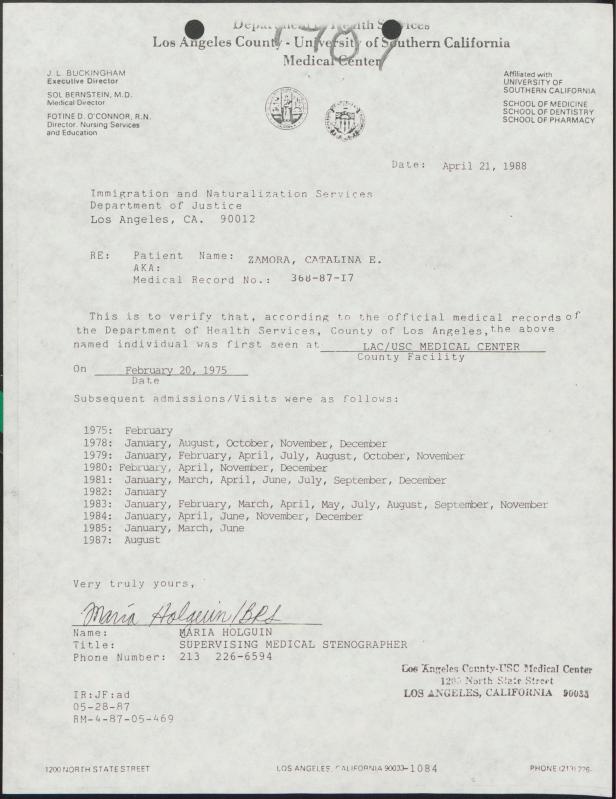 Department of Health Services
Los Angeles County - University of Southern California
Medical Center
J. L. BUCKINGHAM
Executive Director
SOL BERNSTEIN, M.D.
Medical Director
FOTINE D. O'CONNOR, R.N.
Director, Nursing Services
and Education
Affiliated with
UNIVERSITY OF
SOUTHERN CALIFORNIA
SCHOOL OF MEDICINE
SCHOOL OF DENTISTRY
SCHOOL OF PHARMACY
Date: April 21, 1988
Immigration and Naturalization Services
Department of Justice
Los Angeles, CA. 90012
RE: Patient Name: ZAMORA, CATALINA E.
AKA:
Medical Record No.: 368-87-17
This is to verify that, according to the official medical records of
the Department of Health Services, County of Los Angeles, the above
named individual was first seen at LAC/USC MEDICAL CENTER
County Facility
On February 20, 1975
Date
Subsequent admissions/Visits were as follows:
1975: February
1978: January, August, October, November, December
1979: January, February, April, July, August, October, November
1980: February, April, November, December
1981: January, March, April, June, July, September, December
1982: January
1983: January, February, March, April, May, July, August, September, November
1984: January, April, June, November, December
1985: January, March, June
1987: August
Very truly yours,
Maria Holguin/BRS
Name: MARIA HOLGUIN
Title: SUPERVISING MEDICAL STENOGRAPHER
Phone Number: 213 226-6594
Los Angeles County-USC Medical Center
1200 North State Street
LOS ANGELES, CALIFORNIA 90033
IR:JF:ad
05-28-87
RM-4-87-05-469
1200 NORTH STATE STREET
LOS ANGELES, CALIFORNIA 90033-1084
PHONE (213) 226-